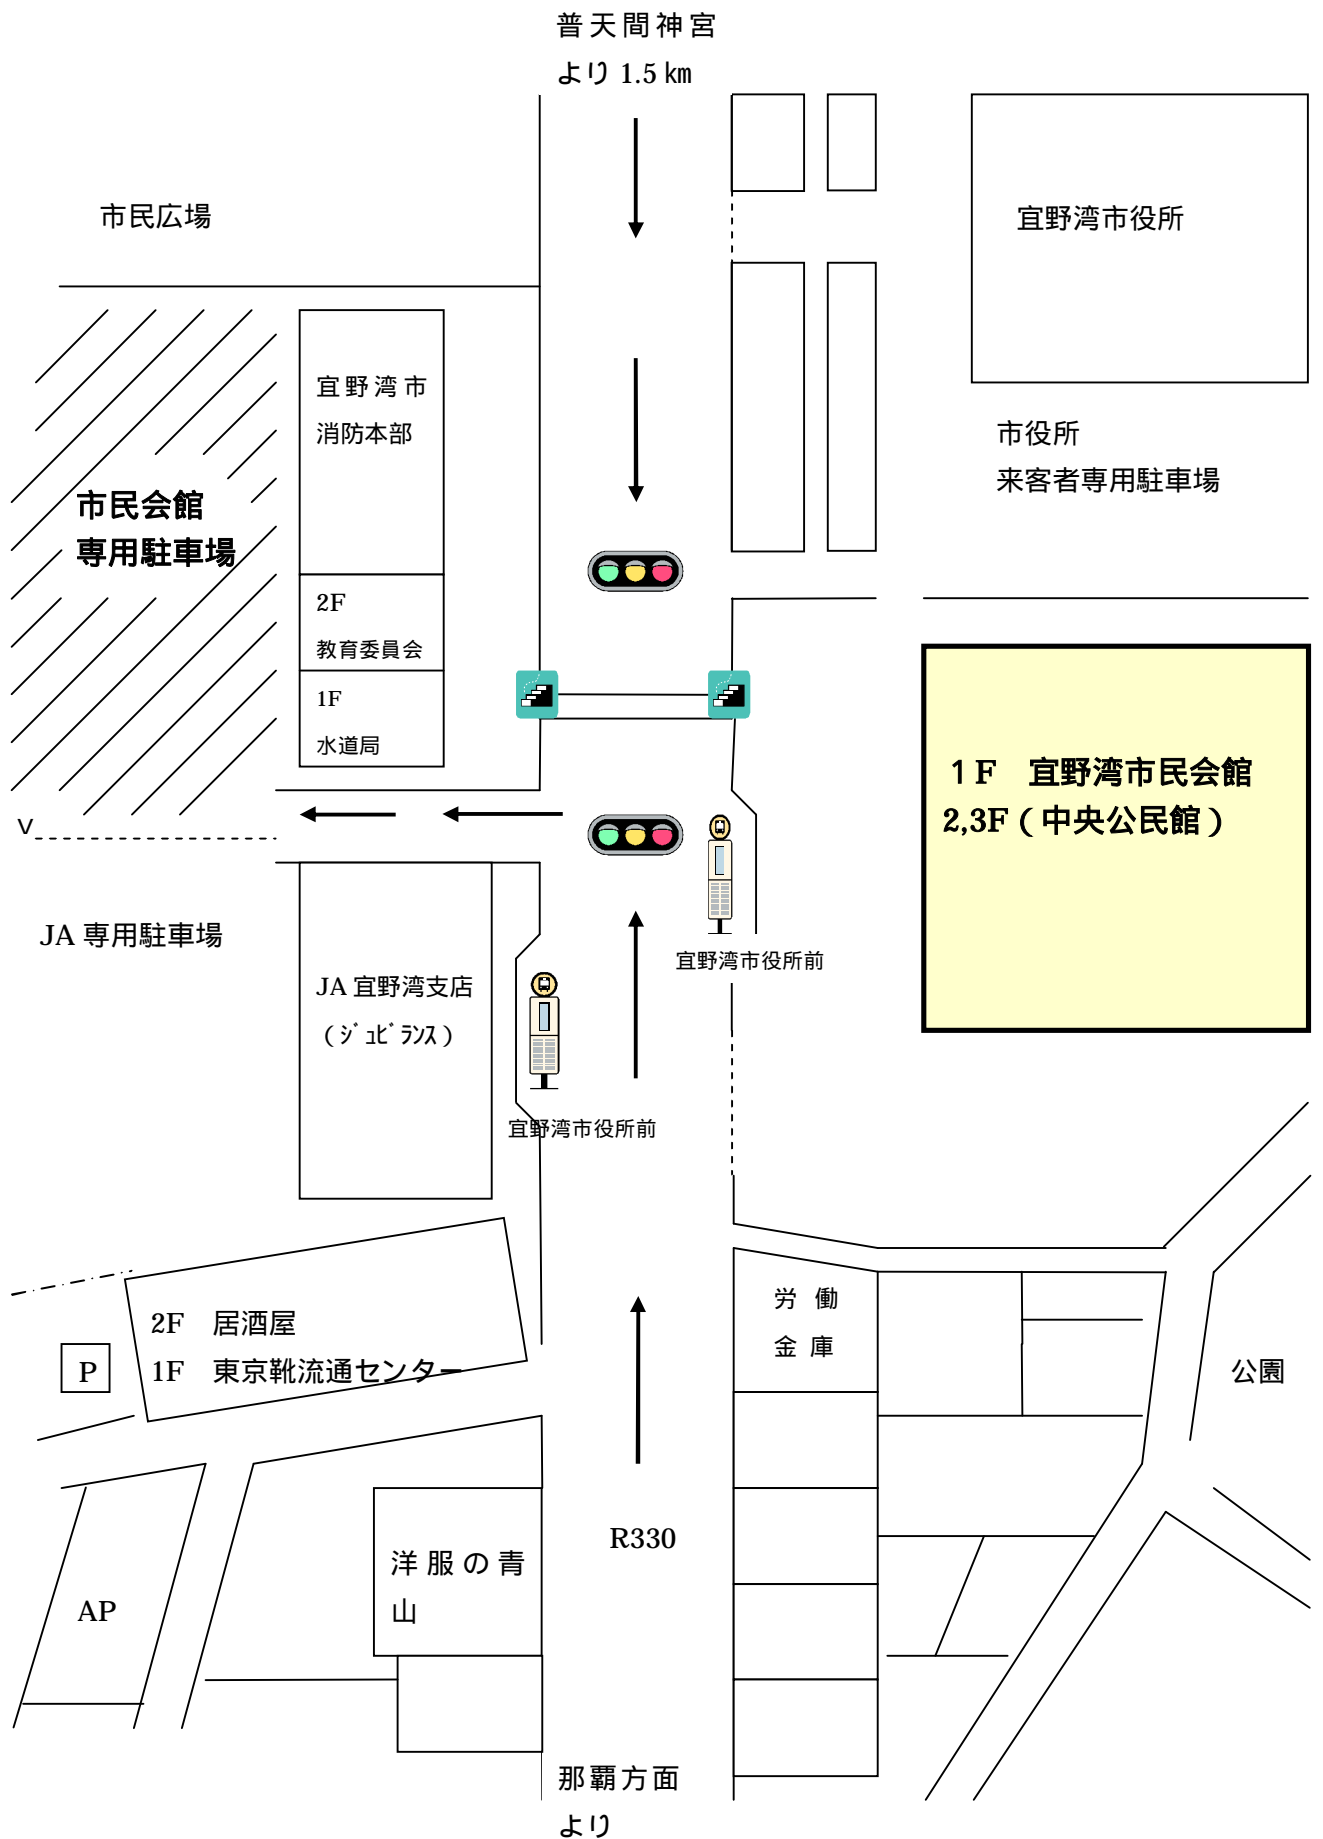 普天間神宮
より 1.5 ㎞
市民広場
宜野湾市役所
宜野湾市
消防本部
市役所
来客者専用駐車場
市民会館
専用駐車場
2F
教育委員会
1F
水道局
1F 宜野湾市民会館
2,3F(中央公民館)
V
JA 専用駐車場
宜野湾市役所前
JA 宜野湾支店
(ｼﾞｭﾋﾞﾗﾝｽ)
宜野湾市役所前
労働
金庫
2F 居酒屋
1F 東京靴流通センター
P
公園
R330
洋服の青
山
AP
那覇方面
より